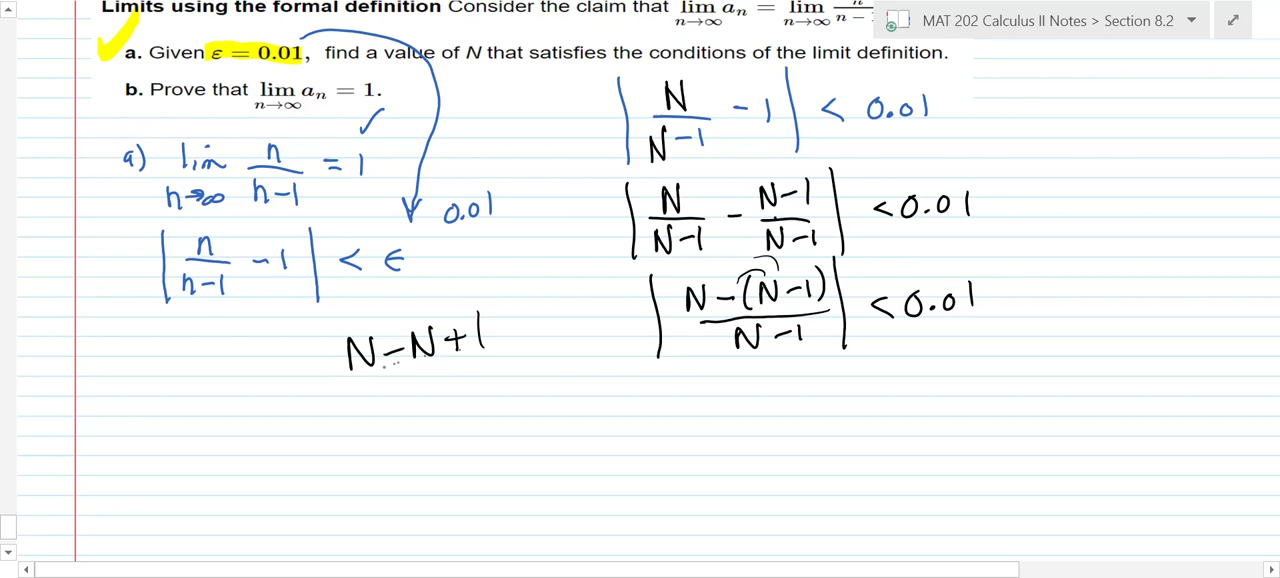 Limits using the formal definition Consider the claim that lim n→∞ aₙ = lim n→∞ n/n −
MAT 202 Calculus II Notes > Section 8.2
a. Given ε = 0.01, find a value of N that satisfies the conditions of the limit definition.
b. Prove that lim n→∞ aₙ = 1.
a) lim n→∞ n/(n−1) = 1
0.01
|n/(n−1) − 1| < ϵ
N − N + 1
|N/(N−1) − 1| < 0.01
|N/(N−1) − (N−1)/(N−1)| < 0.01
|(N − (N−1))/(N−1)| < 0.01